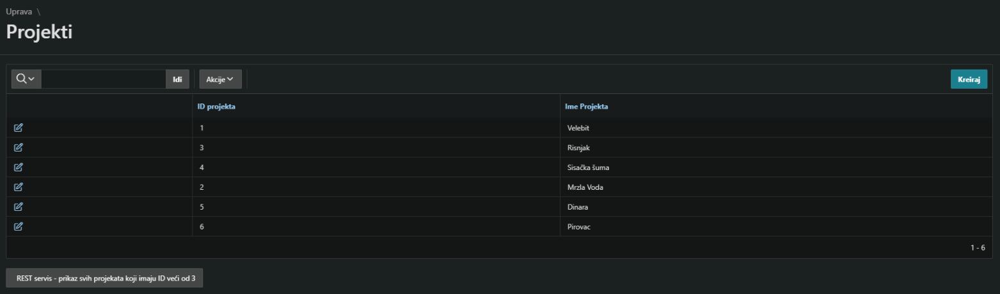 Uprava \
Projekti
Idi Akcije Kreiraj
ID projekta Ime Projekta
1 Velebit
3 Risnjak
4 Sisačka šuma
2 Mrzla Voda
5 Dinara
6 Pirovac
1 - 6
REST servis - prikaz svih projekata koji imaju ID veći od 3